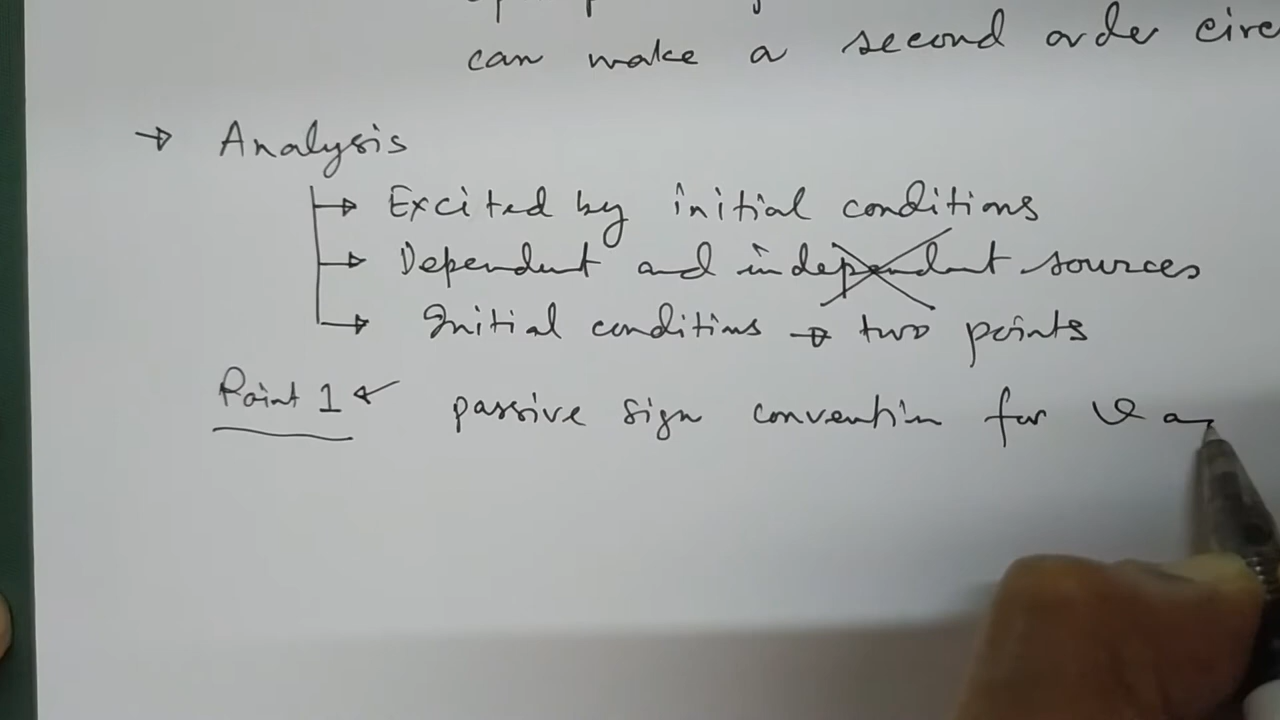 can make a second order circ
→ Analysis
→ Excited by initial conditions
→ Dependent and independent sources
→ Initial conditions → two points
Point 1 passive sign convention for v a